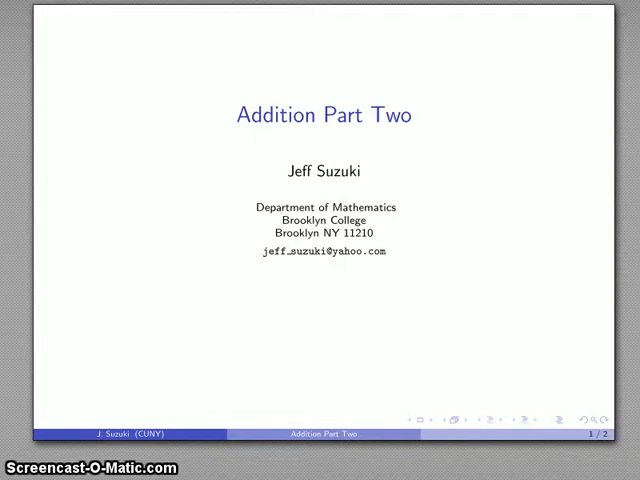 Addition Part Two
Jeff Suzuki
Department of Mathematics
Brooklyn College
Brooklyn NY 11210
jeff_suzuki@yahoo.com
J. Suzuki (CUNY)
Addition Part Two
1 / 2
Screencast-O-Matic.com